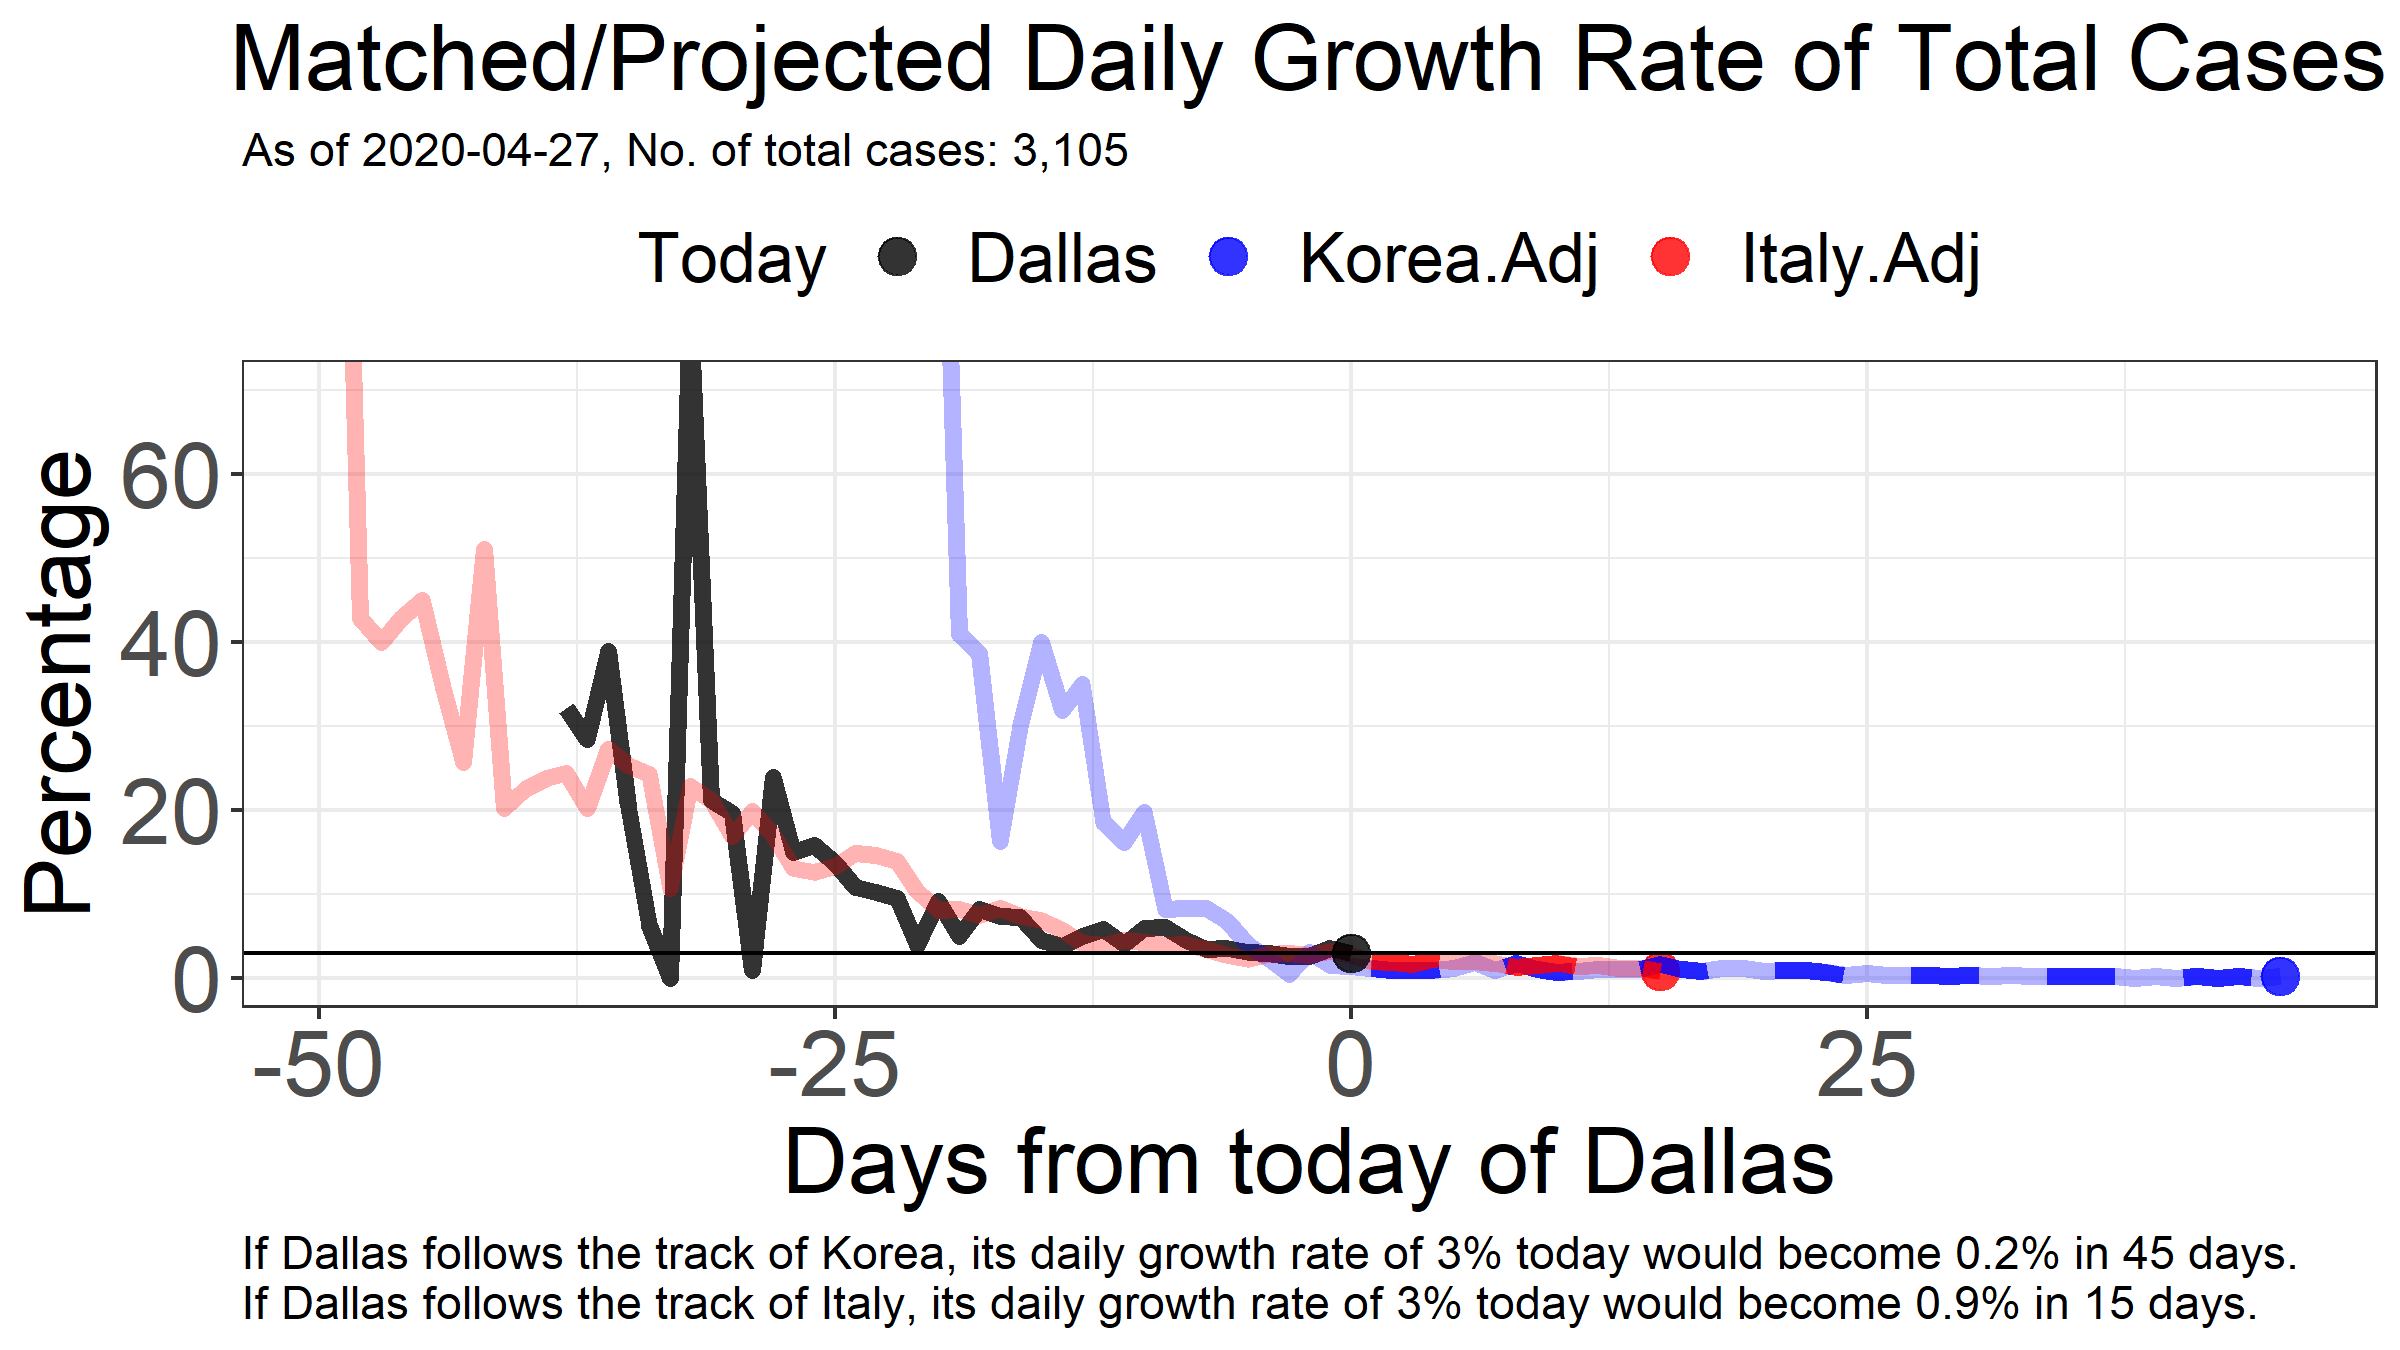 Matched/Projected Daily Growth Rate of Total Cases
As of 2020-04-27, No. of total cases: 3,105
Today Dallas Korea.Adj Italy.Adj
Percentage
60
40
20
0
-50 -25 0 25
Days from today of Dallas
If Dallas follows the track of Korea, its daily growth rate of 3% today would become 0.2% in 45 days.
If Dallas follows the track of Italy, its daily growth rate of 3% today would become 0.9% in 15 days.